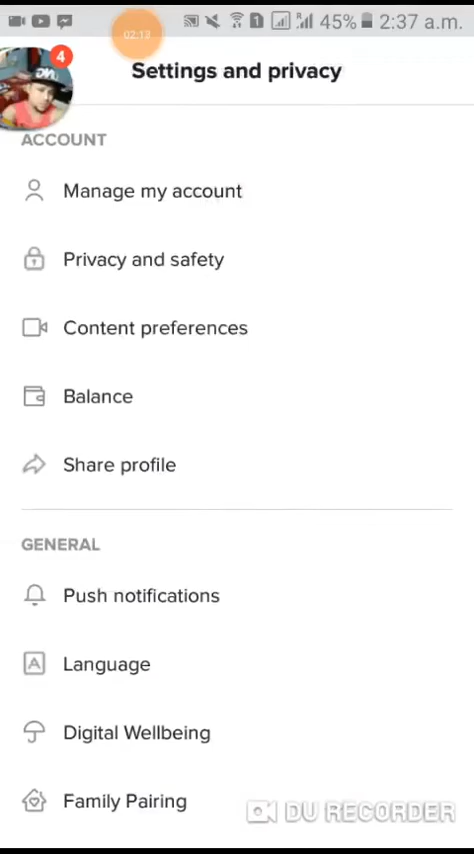 02:13
45% 2:37 a.m.
4
Settings and privacy
ACCOUNT
Manage my account
Privacy and safety
Content preferences
Balance
Share profile
GENERAL
Push notifications
Language
Digital Wellbeing
Family Pairing
DU RECORDER